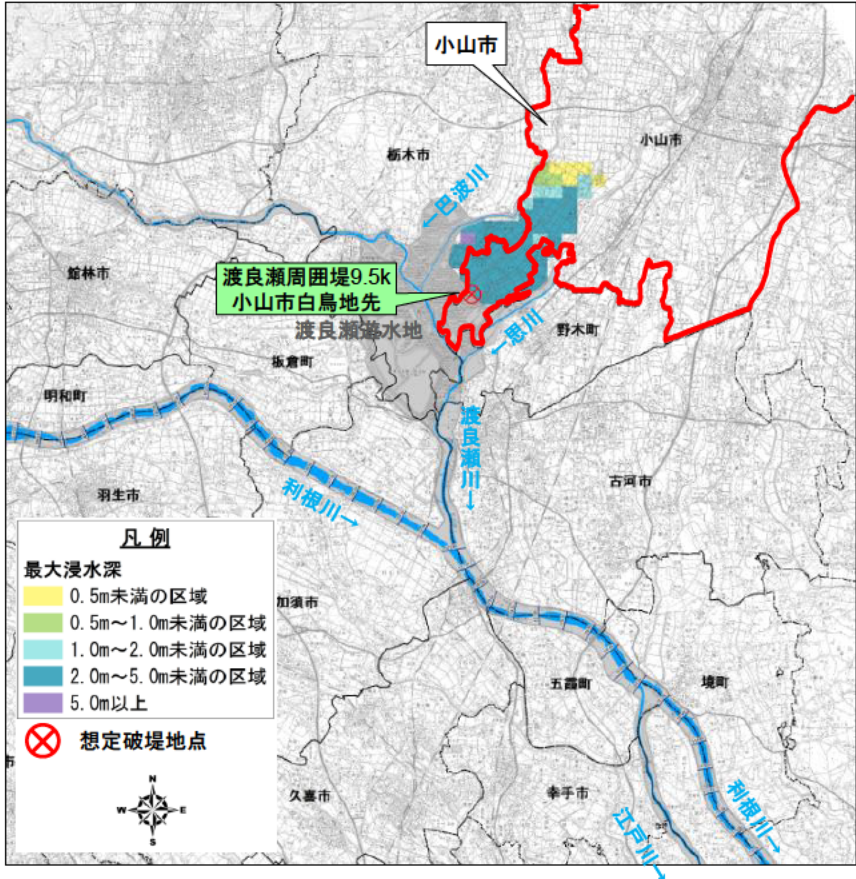 小山市
小山市
栃木市
←巴波川
館林市
渡良瀬周囲堤9.5k
小山市白鳥地先
渡良瀬遊水地
←思川
野木町
板倉町
明和町
渡良瀬川→
羽生市
利根川→
古河市
凡 例
最大浸水深
0.5m未満の区域
0.5m~1.0m未満の区域
1.0m~2.0m未満の区域
2.0m~5.0m未満の区域
5.0m以上
想定破堤地点
N
W
E
S
加須市
五霞町
境町
久喜市
幸手市
江戸川→
利根川→
市